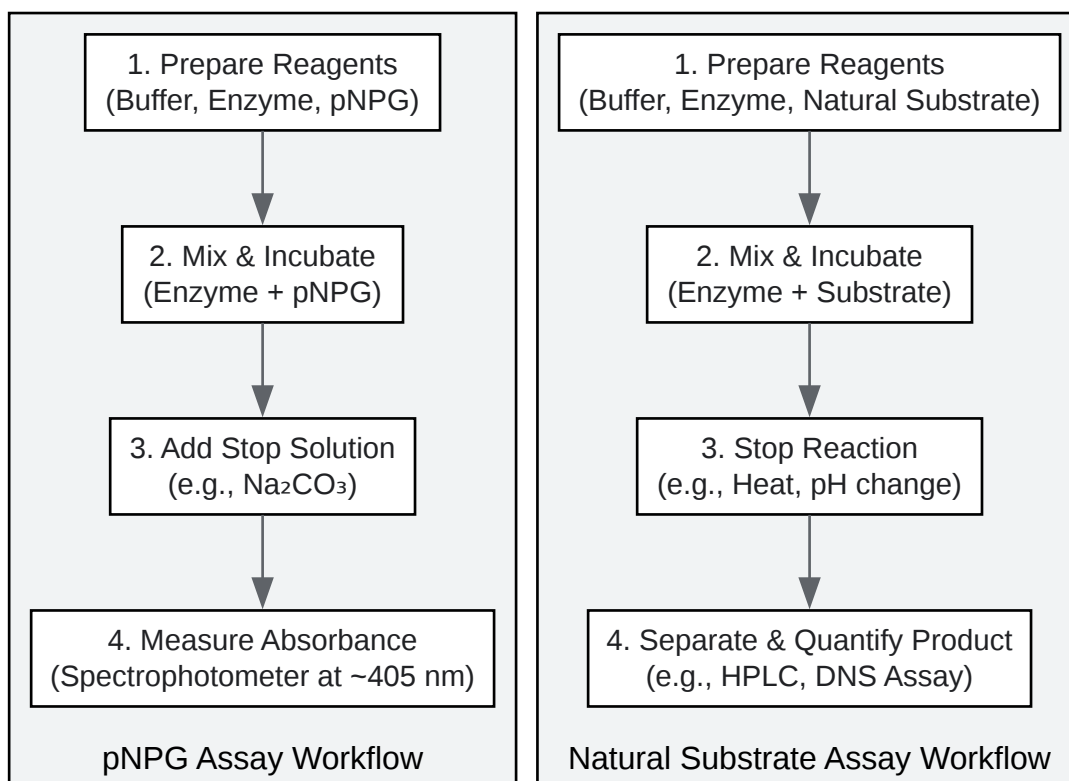 1. Prepare Reagents
(Buffer, Enzyme, pNPG)
2. Mix & Incubate
(Enzyme + pNPG)
3. Add Stop Solution
(e.g., Na₂CO₃)
4. Measure Absorbance
(Spectrophotometer at ~405 nm)
pNPG Assay Workflow
1. Prepare Reagents
(Buffer, Enzyme, Natural Substrate)
2. Mix & Incubate
(Enzyme + Substrate)
3. Stop Reaction
(e.g., Heat, pH change)
4. Separate & Quantify Product
(e.g., HPLC, DNS Assay)
Natural Substrate Assay Workflow